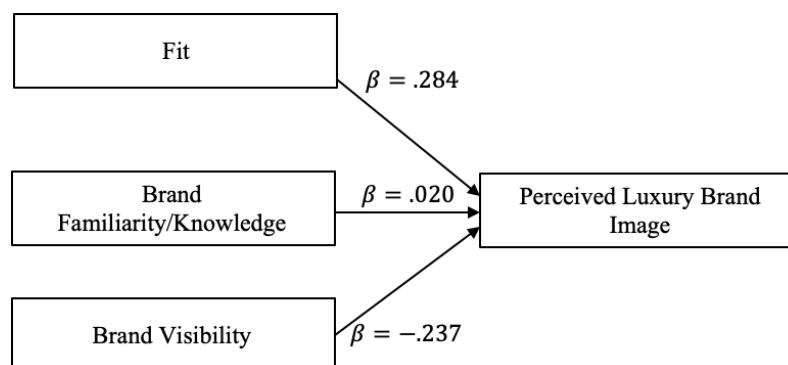 Fit
β = .284
Brand
Familiarity/Knowledge
β = .020
Perceived Luxury Brand
Image
Brand Visibility
β = −.237